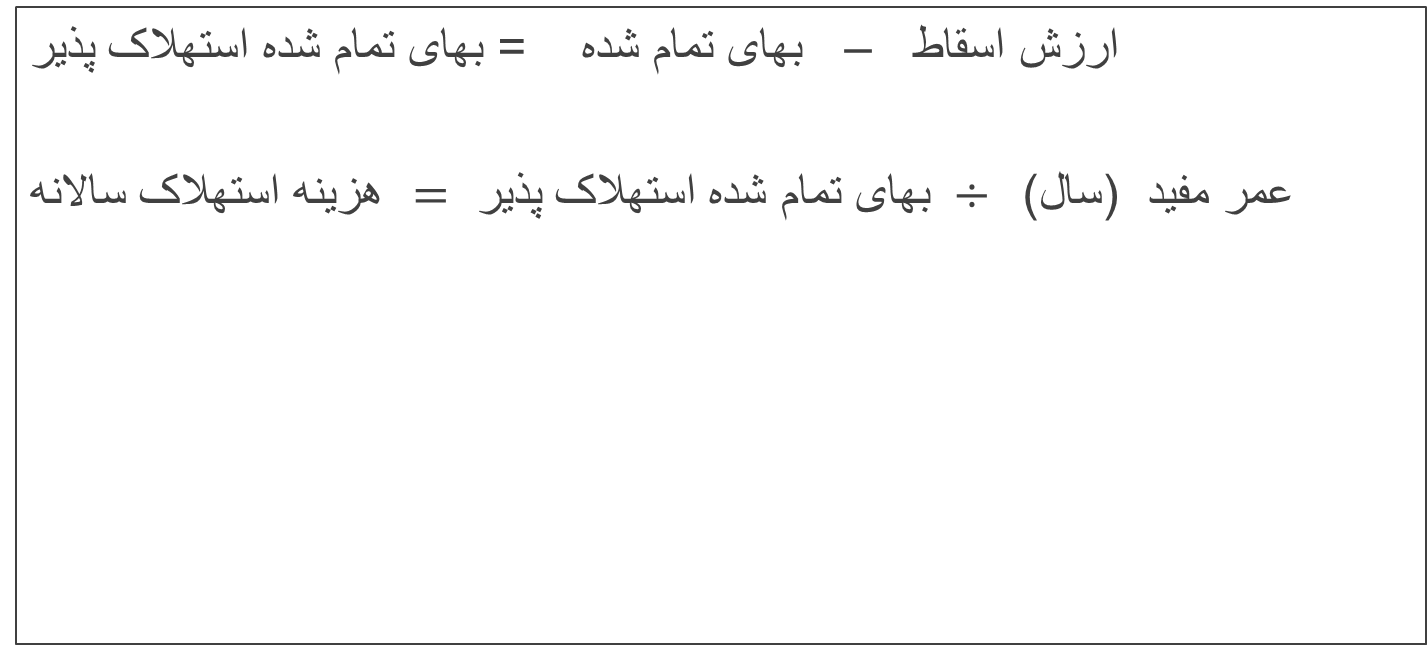 بهای تمام شده استهلاک پذیر = بهای تمام شده – ارزش اسقاط
هزینه استهلاک سالانه = بهای تمام شده استهلاک پذیر ÷ عمر مفید (سال)